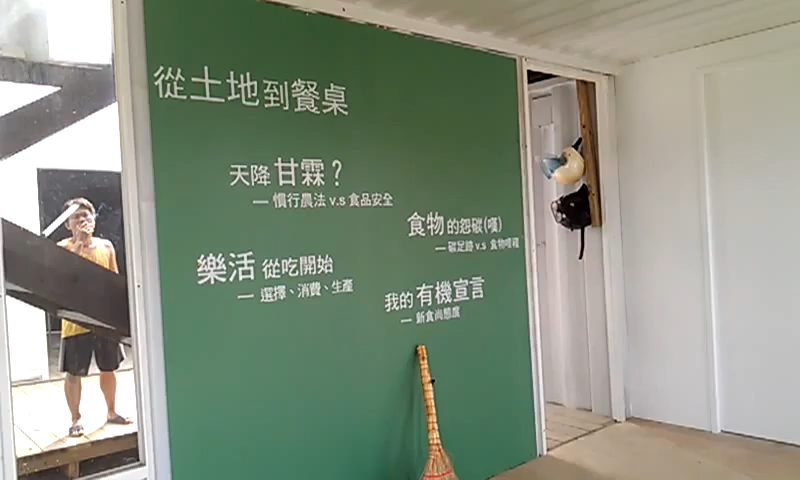 從土地到餐桌
天降甘霖？
— 慣行農法 v.s 食品安全
食物的怨碳(嘆)
— 碳足跡 v.s 食物哩程
樂活 從吃開始
— 選擇、消費、生產
我的有機宣言
— 新食尚態度